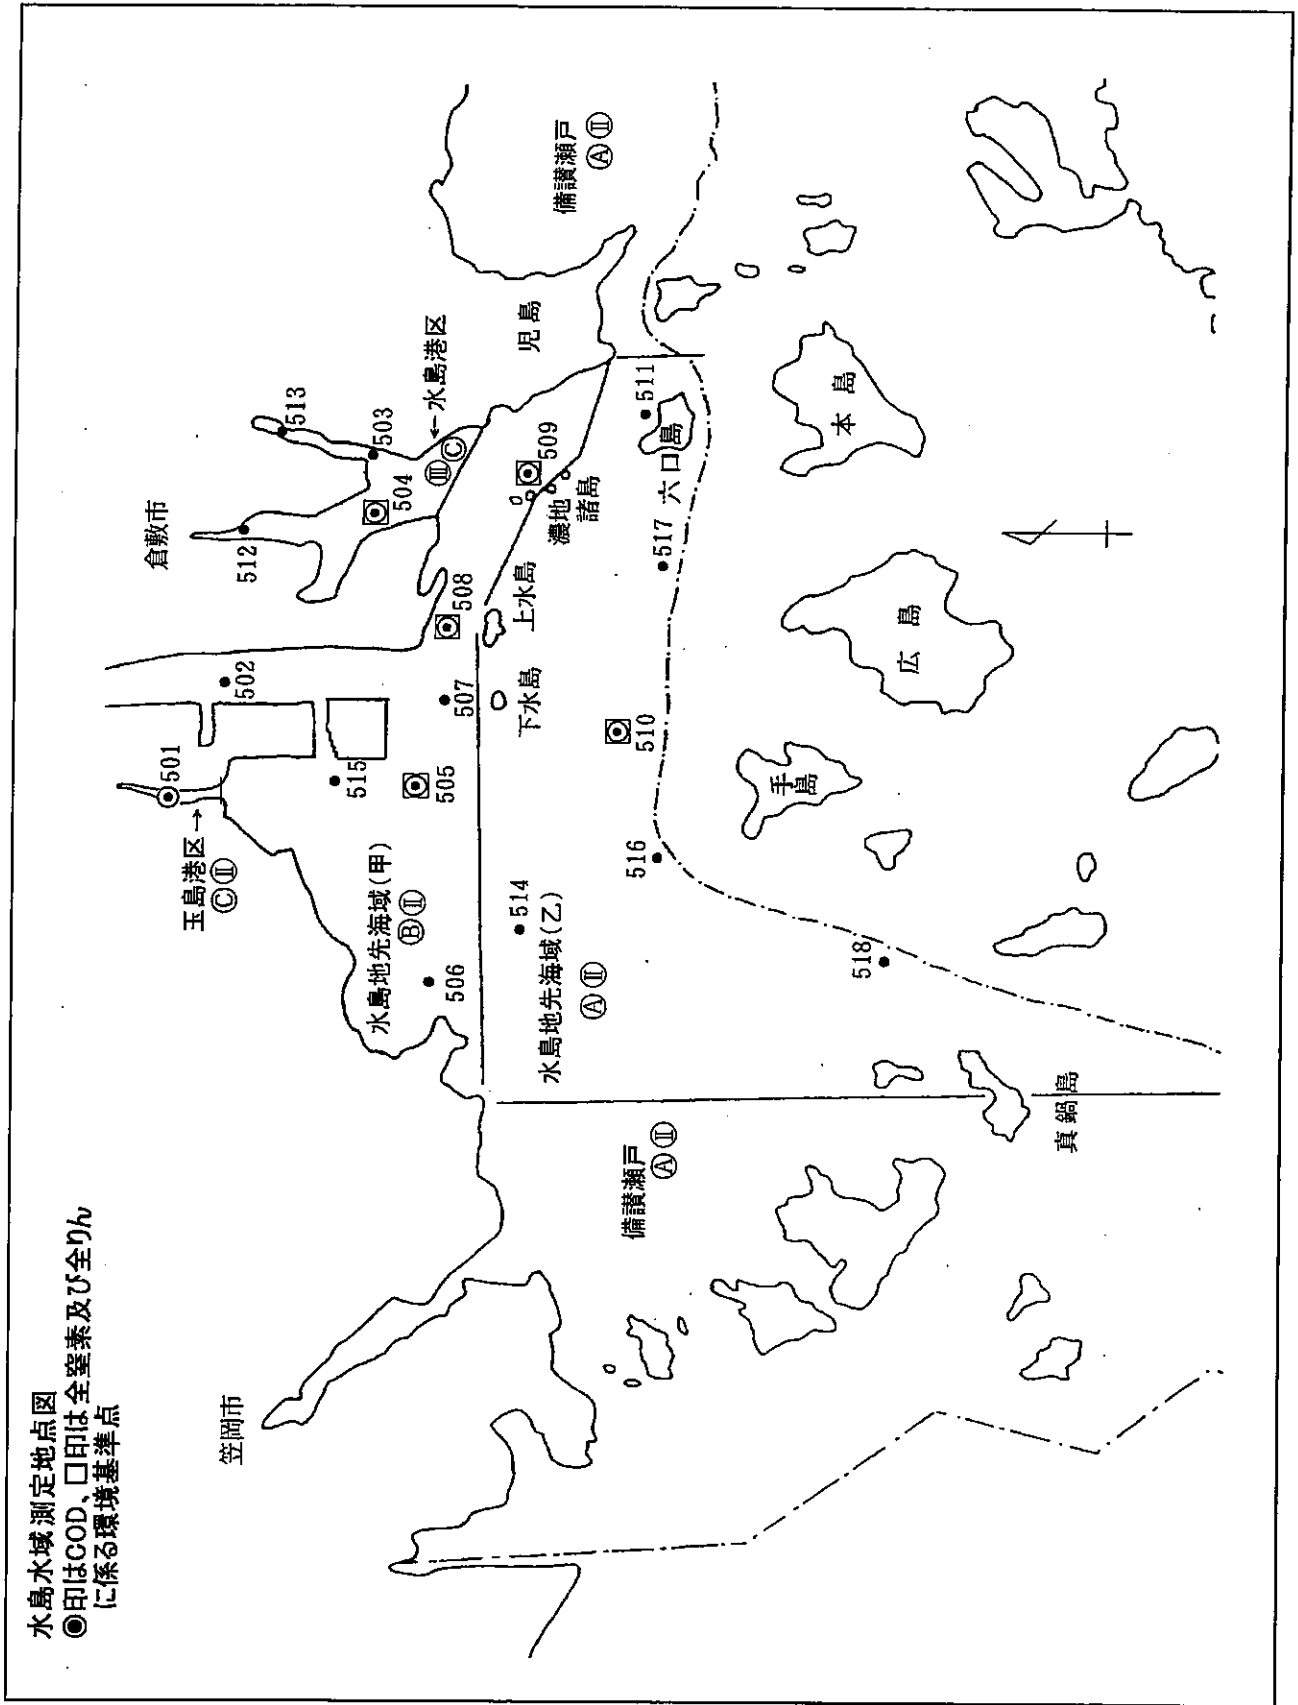 水島水域測定地点図
◉印はCOD、□印は全窒素及び全りん
に係る環境基準点
笠岡市
倉敷市
玉島港区→
Ⓒ Ⅱ
501
502
512
513
503
504
Ⅲ Ⓒ
←水島港区
児島
備讃瀬戸
Ⓐ Ⅱ
515
505
507
508
509
水島地先海域(甲)
Ⓑ Ⅱ
506
下水島
上水島
濃地
諸島
514
水島地先海域(乙)
Ⓐ Ⅱ
510
516
517
六口島
511
備讃瀬戸
Ⓐ Ⅱ
518
手島
広島
本島
真鍋島